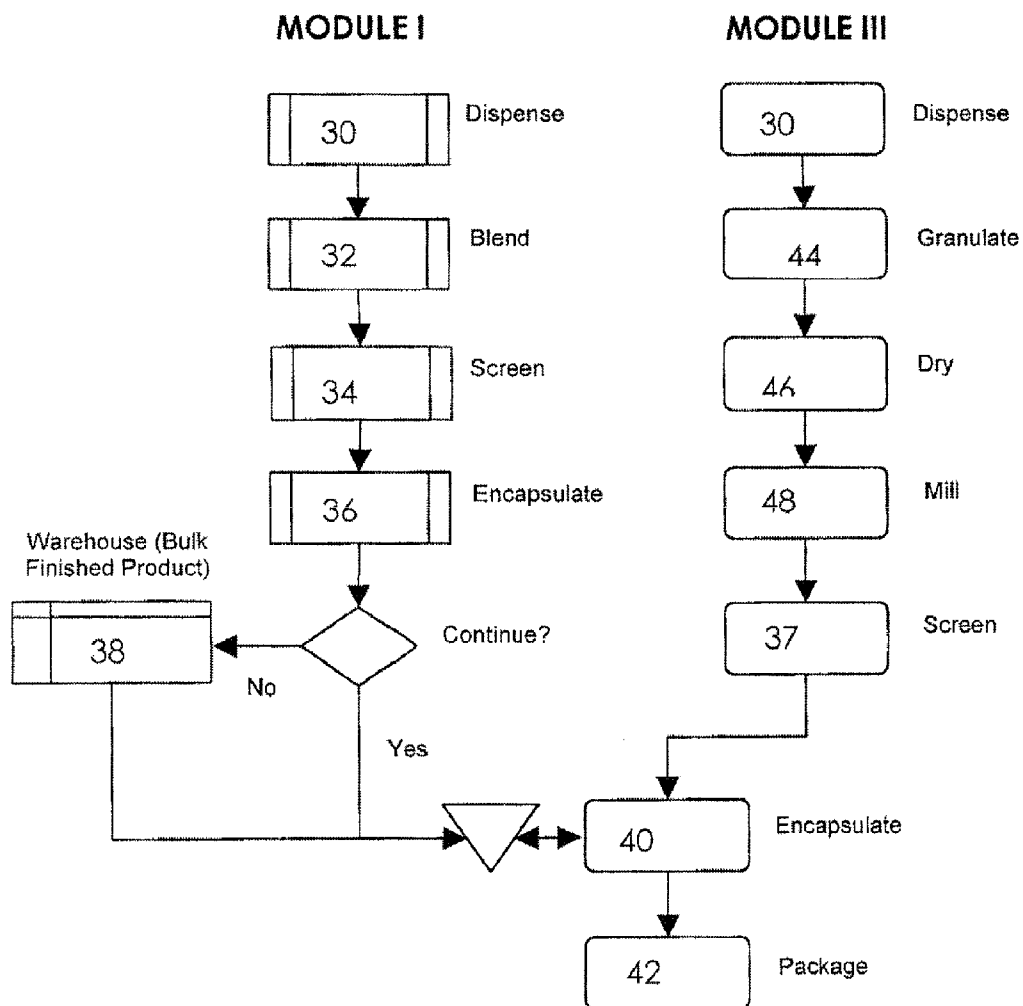 MODULE I
MODULE III
30
Dispense
30
Dispense
32
Blend
44
Granulate
34
Screen
46
Dry
36
Encapsulate
48
Mill
Warehouse (Bulk
Finished Product)
38
No
Continue?
Yes
37
Screen
40
Encapsulate
42
Package